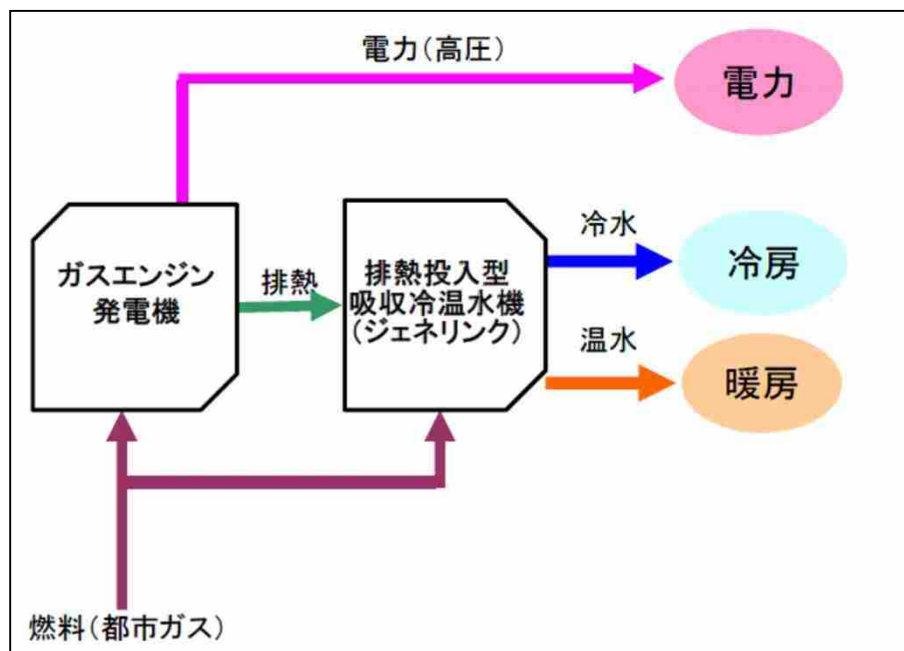 電力(高圧)
電力
ガスエンジン
発電機
排熱
排熱投入型
吸収冷温水機
(ジェネリンク)
冷水
冷房
温水
暖房
燃料(都市ガス)